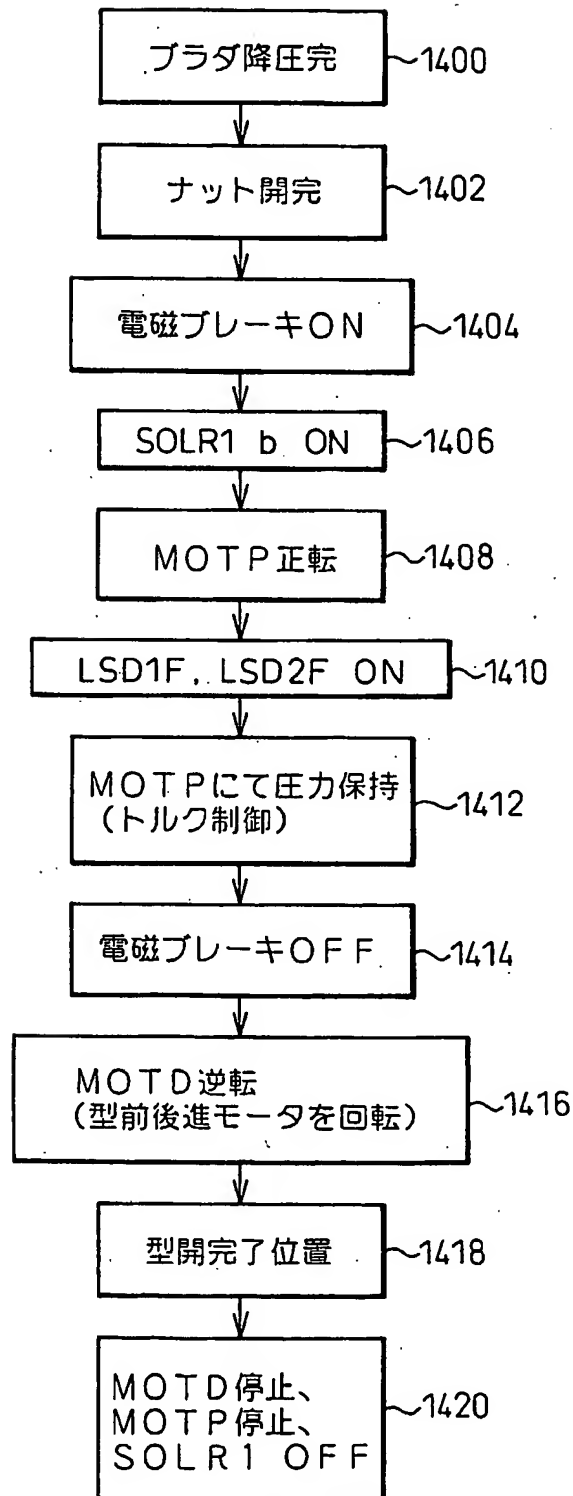 ブラダ降圧完
1400
ナット開完
1402
電磁ブレーキON
1404
SOLR1 b ON
1406
MOTP正転
1408
LSD1F, LSD2F ON
1410
MOTPにて圧力保持
(トルク制御)
1412
電磁ブレーキOFF
1414
MOTD逆転
(型前後進モータを回転)
1416
型開完了位置
1418
MOTD停止、
MOTP停止、
SOLR1 OFF
1420